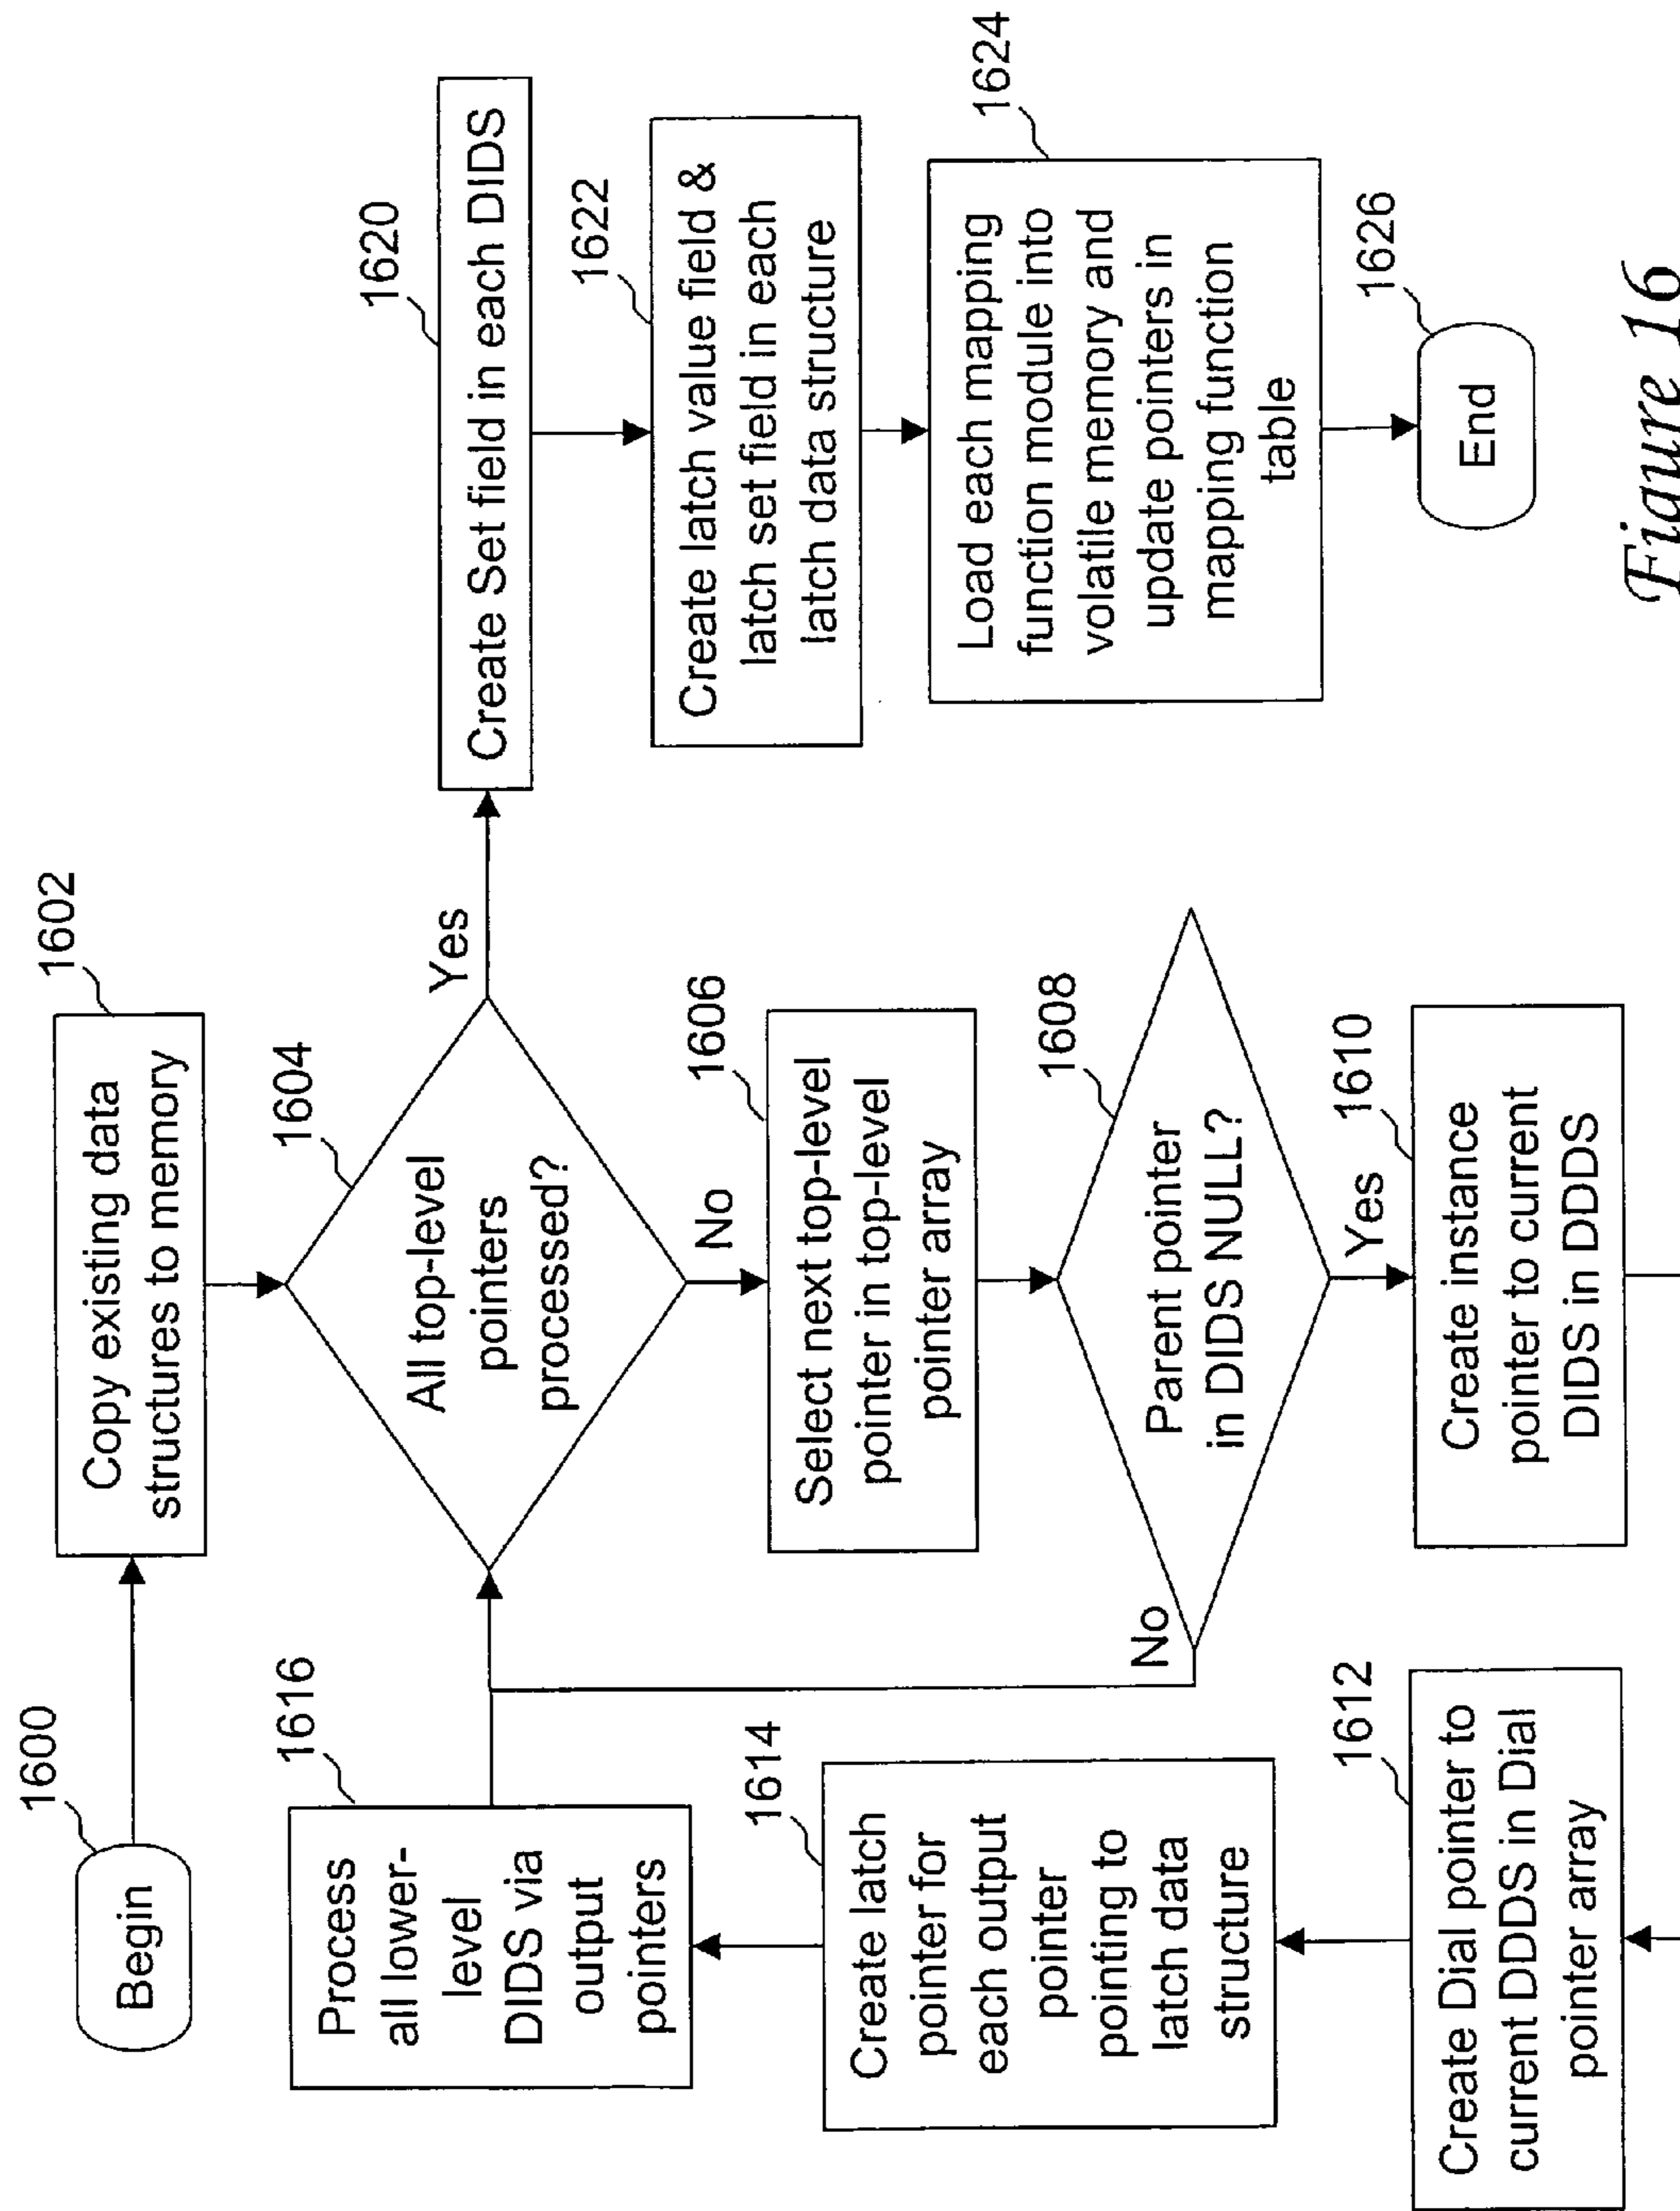 1600
Begin
1602
Copy existing data
structures to memory
1604
All top-level
pointers
processed?
Yes
No
1606
Select next top-level
pointer in top-level
pointer array
1608
Parent pointer
in DIDS NULL?
No
Yes
1610
Create instance
pointer to current
DIDS in DDDS
1612
Create Dial pointer to
current DDDS in Dial
pointer array
1614
Create latch
pointer for
each output
pointer
pointing to
latch data
structure
1616
Process
all lower-
level
DIDS via
output
pointers
1620
Create Set field in each DIDS
1622
Create latch value field &
latch set field in each
latch data structure
1624
Load each mapping
function module into
volatile memory and
update pointers in
mapping function
table
1626
End
Figure 16